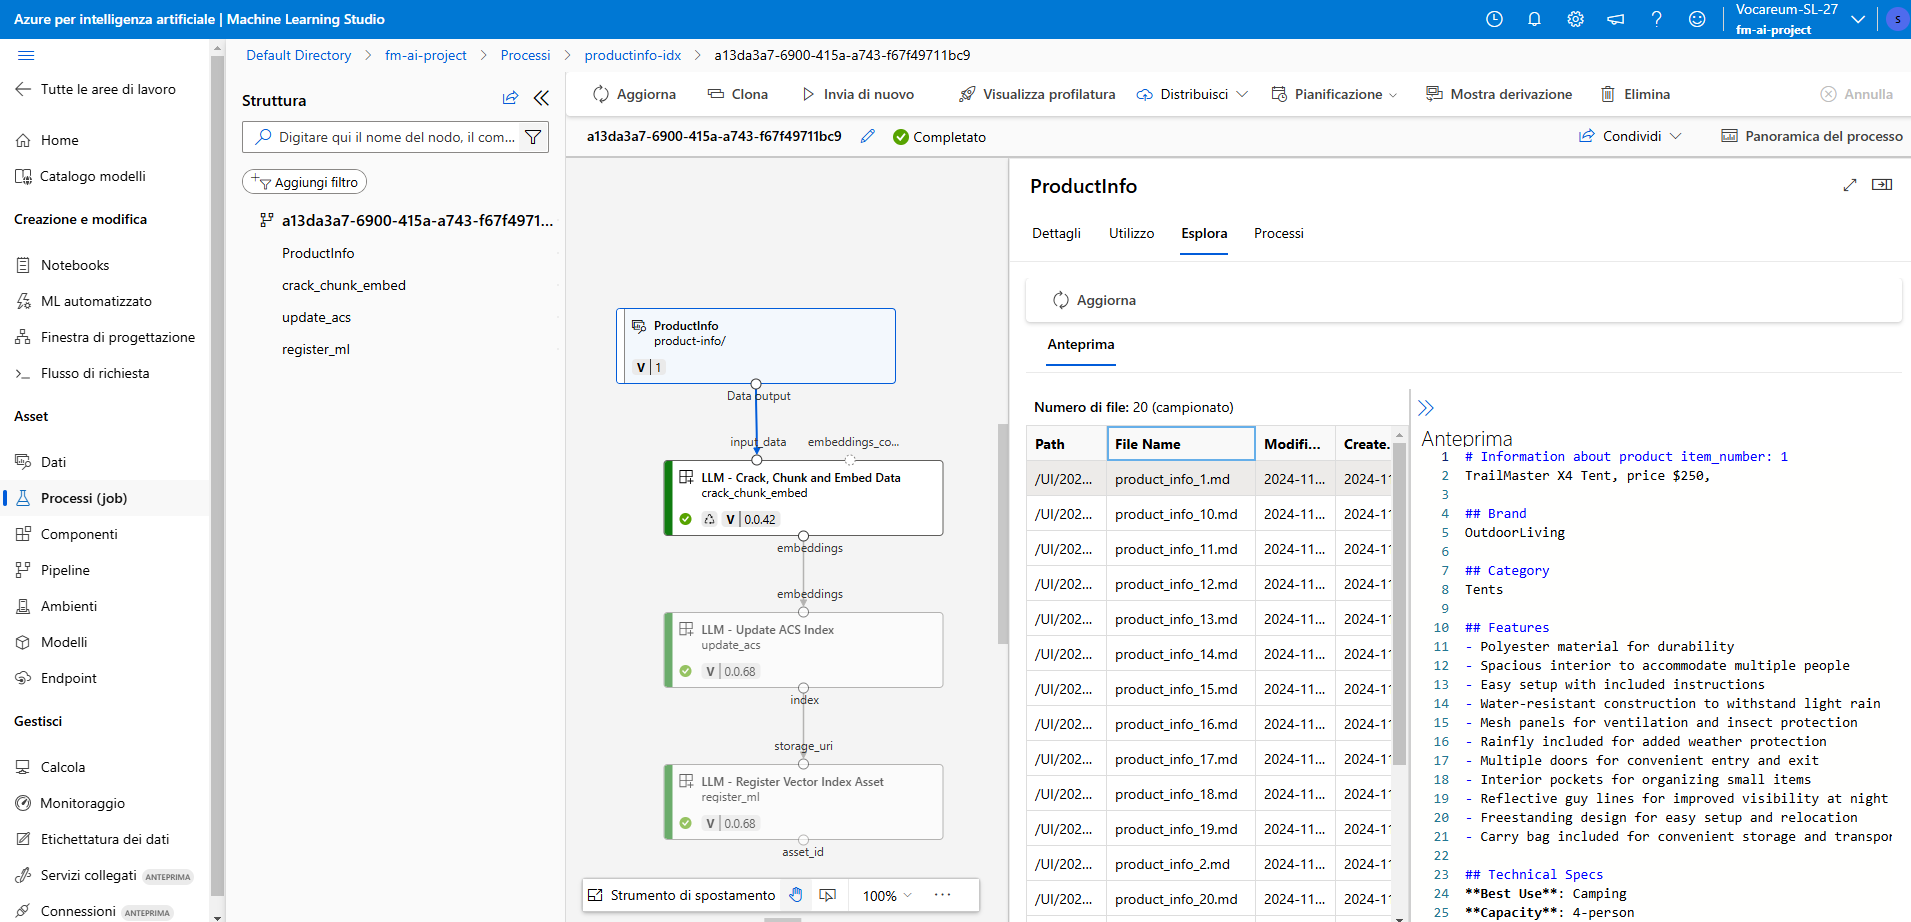 Azure per intelligenza artificiale | Machine Learning Studio
Vocareum-SL-27
fm-ai-project
S
Default Directory > fm-ai-project > Processi > productinfo-idx > a13da3a7-6900-415a-a743-f67f49711bc9
Tutte le aree di lavoro
Home
Catalogo modelli
Creazione e modifica
Notebooks
ML automatizzato
Finestra di progettazione
Flusso di richiesta
Asset
Dati
Processi (job)
Componenti
Pipeline
Ambienti
Modelli
Endpoint
Gestisci
Calcola
Monitoraggio
Etichettatura dei dati
Servizi collegati ANTEPRIMA
Connessioni ANTEPRIMA
Struttura
Digitare qui il nome del nodo, il com...
Aggiungi filtro
a13da3a7-6900-415a-a743-f67f4971...
ProductInfo
crack_chunk_embed
update_acs
register_ml
Aggiorna Clona Invia di nuovo Visualizza profilatura Distribuisci Pianificazione Mostra derivazione Elimina Annulla
a13da3a7-6900-415a-a743-f67f49711bc9 Completato Condividi Panoramica del processo
ProductInfo
product-info/
V 1
Data output
input_data embeddings_co...
LLM - Crack, Chunk and Embed Data
crack_chunk_embed
V 0.0.42
embeddings
embeddings
LLM - Update ACS Index
update_acs
V 0.0.68
index
storage_uri
LLM - Register Vector Index Asset
register_ml
V 0.0.68
asset_id
Strumento di spostamento 100% ...
ProductInfo
Dettagli Utilizzo Esplora Processi
Aggiorna
Anteprima
Numero di file: 20 (campionato)
Path File Name Modifi... Create.
/UI/202... product_info_1.md 2024-11... 2024-11
/UI/202... product_info_10.md 2024-11... 2024-11
/UI/202... product_info_11.md 2024-11... 2024-11
/UI/202... product_info_12.md 2024-11... 2024-11
/UI/202... product_info_13.md 2024-11... 2024-11
/UI/202... product_info_14.md 2024-11... 2024-11
/UI/202... product_info_15.md 2024-11... 2024-11
/UI/202... product_info_16.md 2024-11... 2024-11
/UI/202... product_info_17.md 2024-11... 2024-11
/UI/202... product_info_18.md 2024-11... 2024-11
/UI/202... product_info_19.md 2024-11... 2024-11
/UI/202... product_info_2.md 2024-11... 2024-11
/UI/202... product_info_20.md 2024-11... 2024-11
Anteprima
1 # Information about product item_number: 1
2 TrailMaster X4 Tent, price $250,
3
4 ## Brand
5 OutdoorLiving
6
7 ## Category
8 Tents
9
10 ## Features
11 - Polyester material for durability
12 - Spacious interior to accommodate multiple people
13 - Easy setup with included instructions
14 - Water-resistant construction to withstand light rain
15 - Mesh panels for ventilation and insect protection
16 - Rainfly included for added weather protection
17 - Multiple doors for convenient entry and exit
18 - Interior pockets for organizing small items
19 - Reflective guy lines for improved visibility at night
20 - Freestanding design for easy setup and relocation
21 - Carry bag included for convenient storage and transpor
22
23 ## Technical Specs
24 **Best Use**: Camping
25 **Capacity**: 4-person